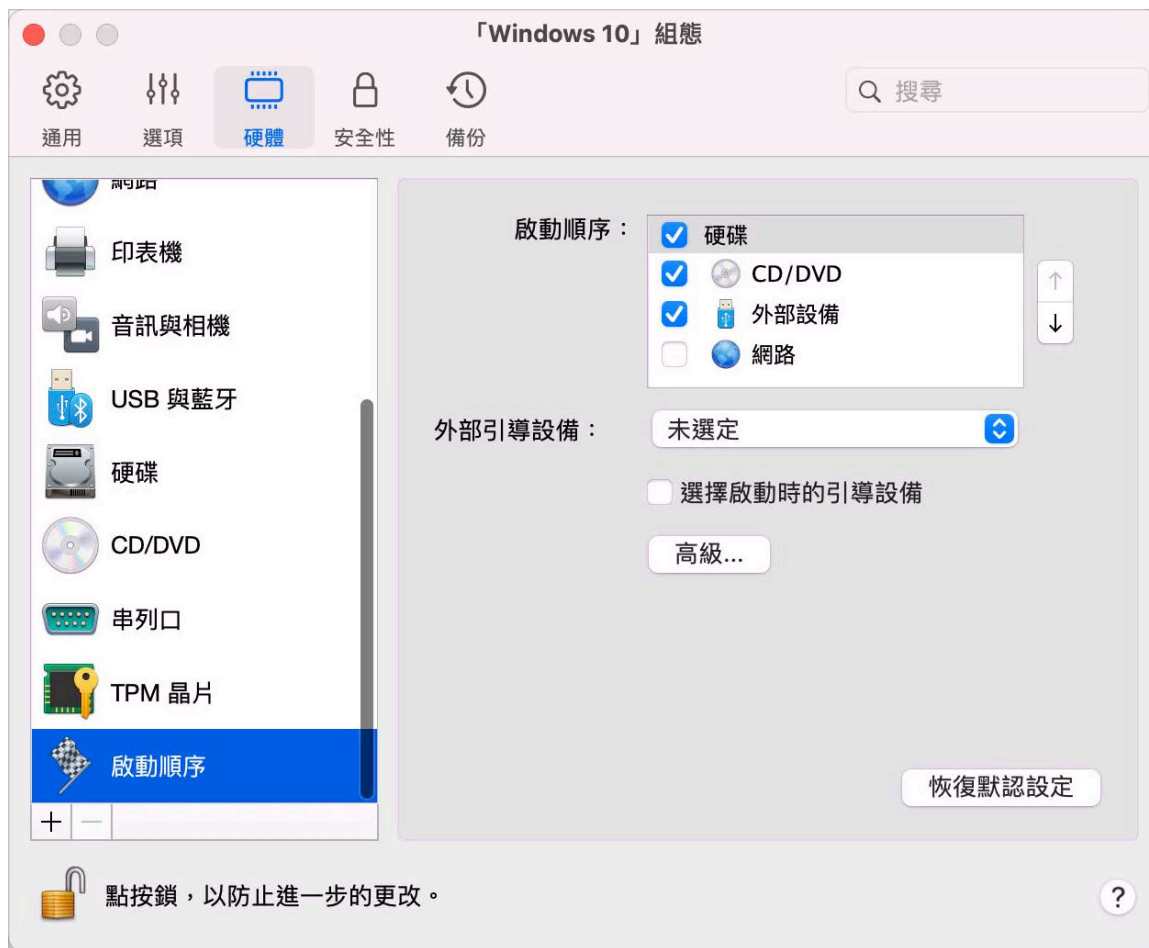 「Windows 10」組態
通用
選項
硬體
安全性
備份
搜尋
網路
印表機
音訊與相機
USB 與藍牙
硬碟
CD/DVD
串列口
TPM 晶片
啟動順序
啟動順序：
硬碟
CD/DVD
外部設備
網路
外部引導設備：
未選定
選擇啟動時的引導設備
高級...
恢復默認設定
點按鎖，以防止進一步的更改。
?